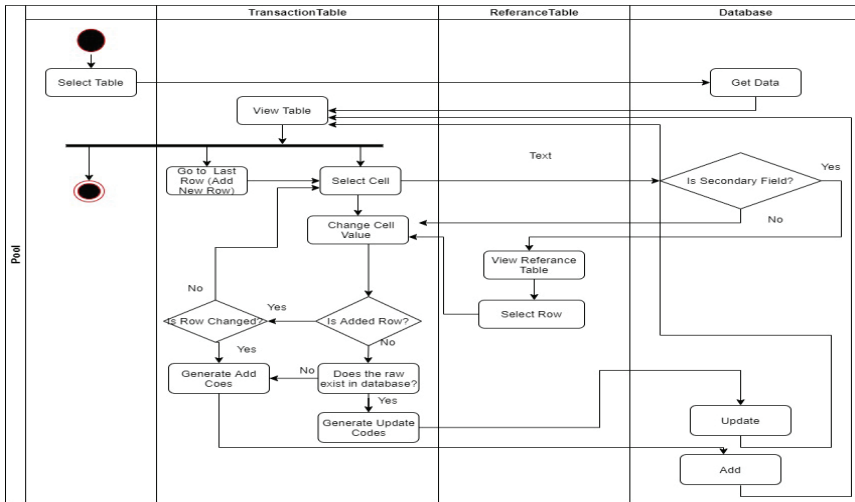 TransactionTable
ReferanceTable
Database
Pool
Select Table
Get Data
View Table
Text
Go to Last
Row (Add
New Row)
Select Cell
Is Secondary Field?
Yes
No
Change Cell
Value
View Referance
Table
Select Row
No
Yes
Is Row Changed?
Is Added Row?
Yes
No
Generate Add
Coes
No
Does the raw
exist in database?
Yes
Generate Update
Codes
Update
Add